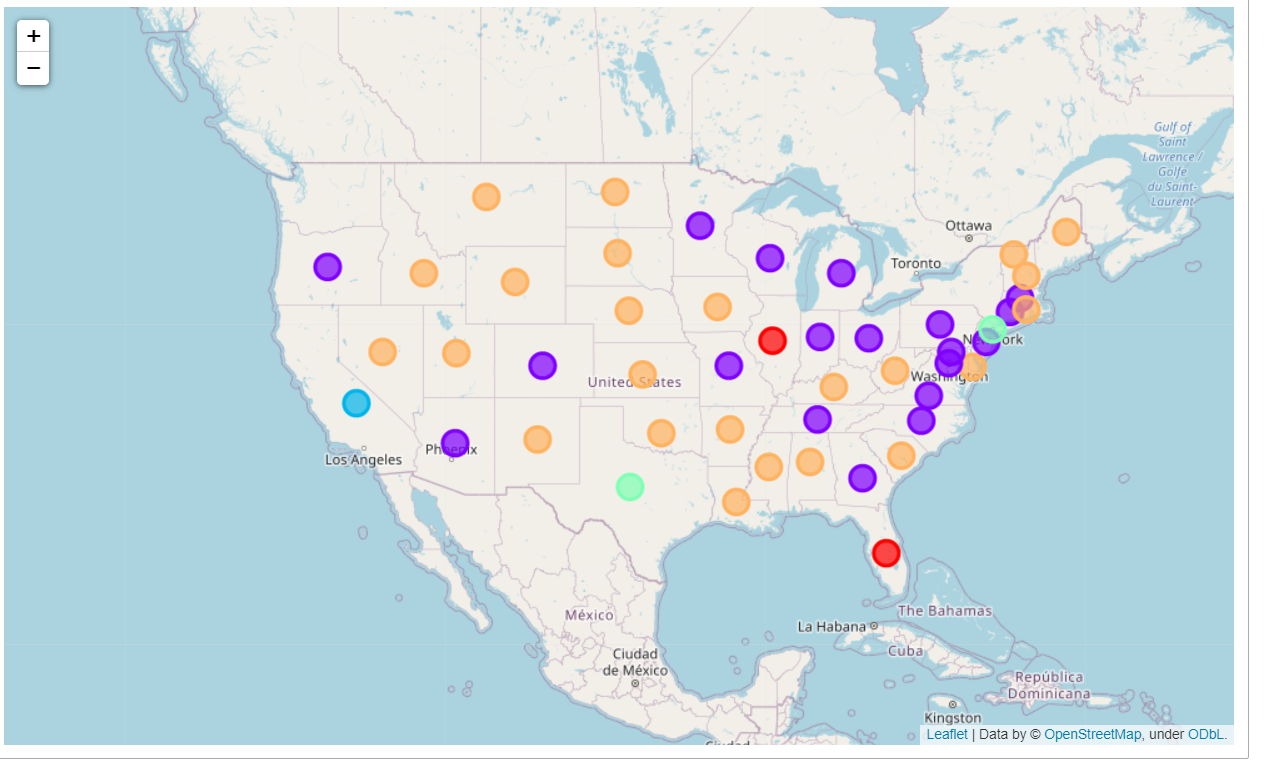 +
−
Gulf of
Saint
Lawrence /
Golfe
du Saint-
Laurent
Ottawa
Toronto
New York
United States
Washington
Phoenix
Los Angeles
The Bahamas
México
La Habana
Cuba
Ciudad
de México
República
Dominicana
Kingston
Ciudad
Leaflet | Data by © OpenStreetMap, under ODbL.